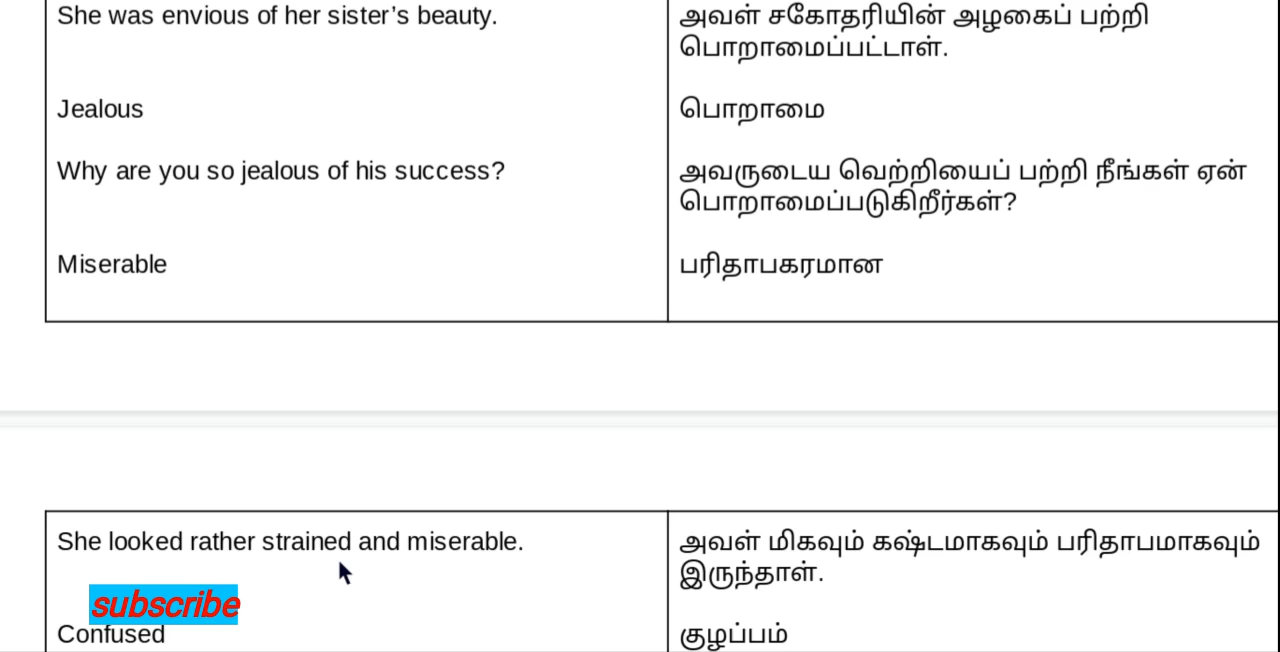 She was envious of her sister’s beauty.
அவள் சகோதரியின் அழகைப் பற்றி
பொறாமைப்பட்டாள்.
Jealous
பொறாமை
Why are you so jealous of his success?
அவருடைய வெற்றியைப் பற்றி நீங்கள் ஏன்
பொறாமைப்படுகிறீர்கள்?
Miserable
பரிதாபகரமான
She looked rather strained and miserable.
அவள் மிகவும் கஷ்டமாகவும் பரிதாபமாகவும்
இருந்தாள்.
subscribe
Confused
குழப்பம்